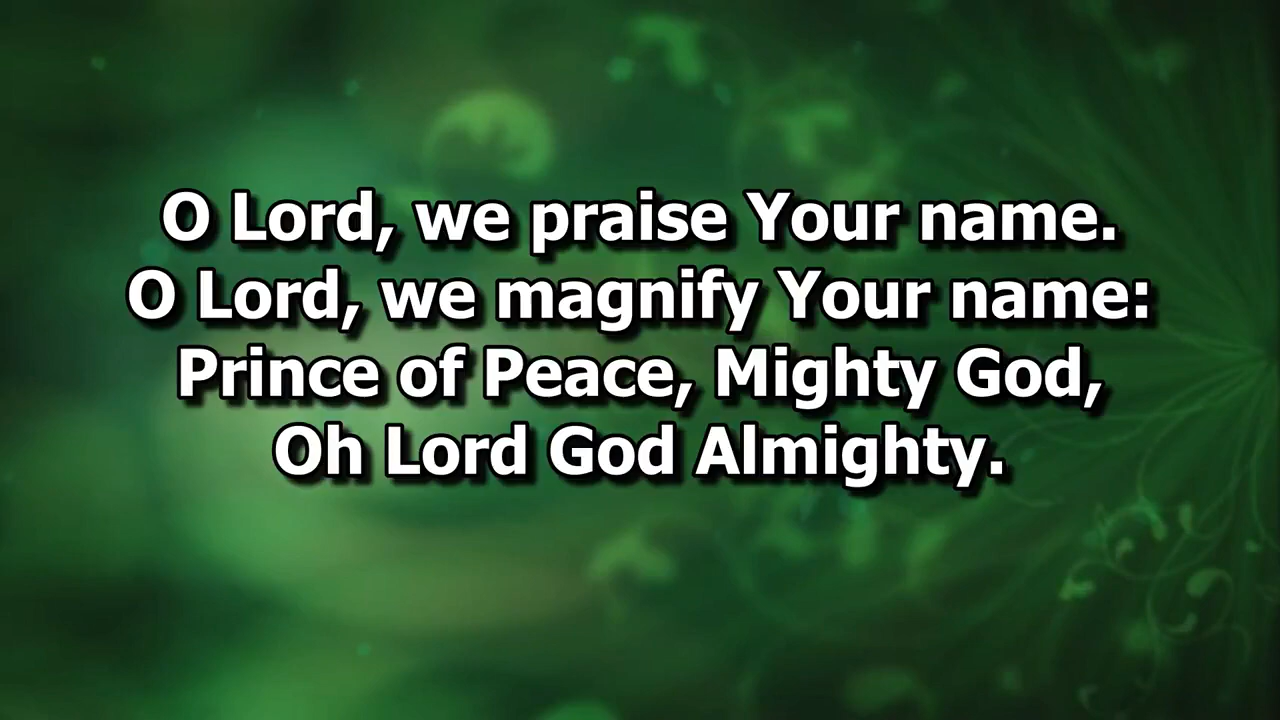 O Lord, we praise Your name.
O Lord, we magnify Your name:
Prince of Peace, Mighty God,
Oh Lord God Almighty.